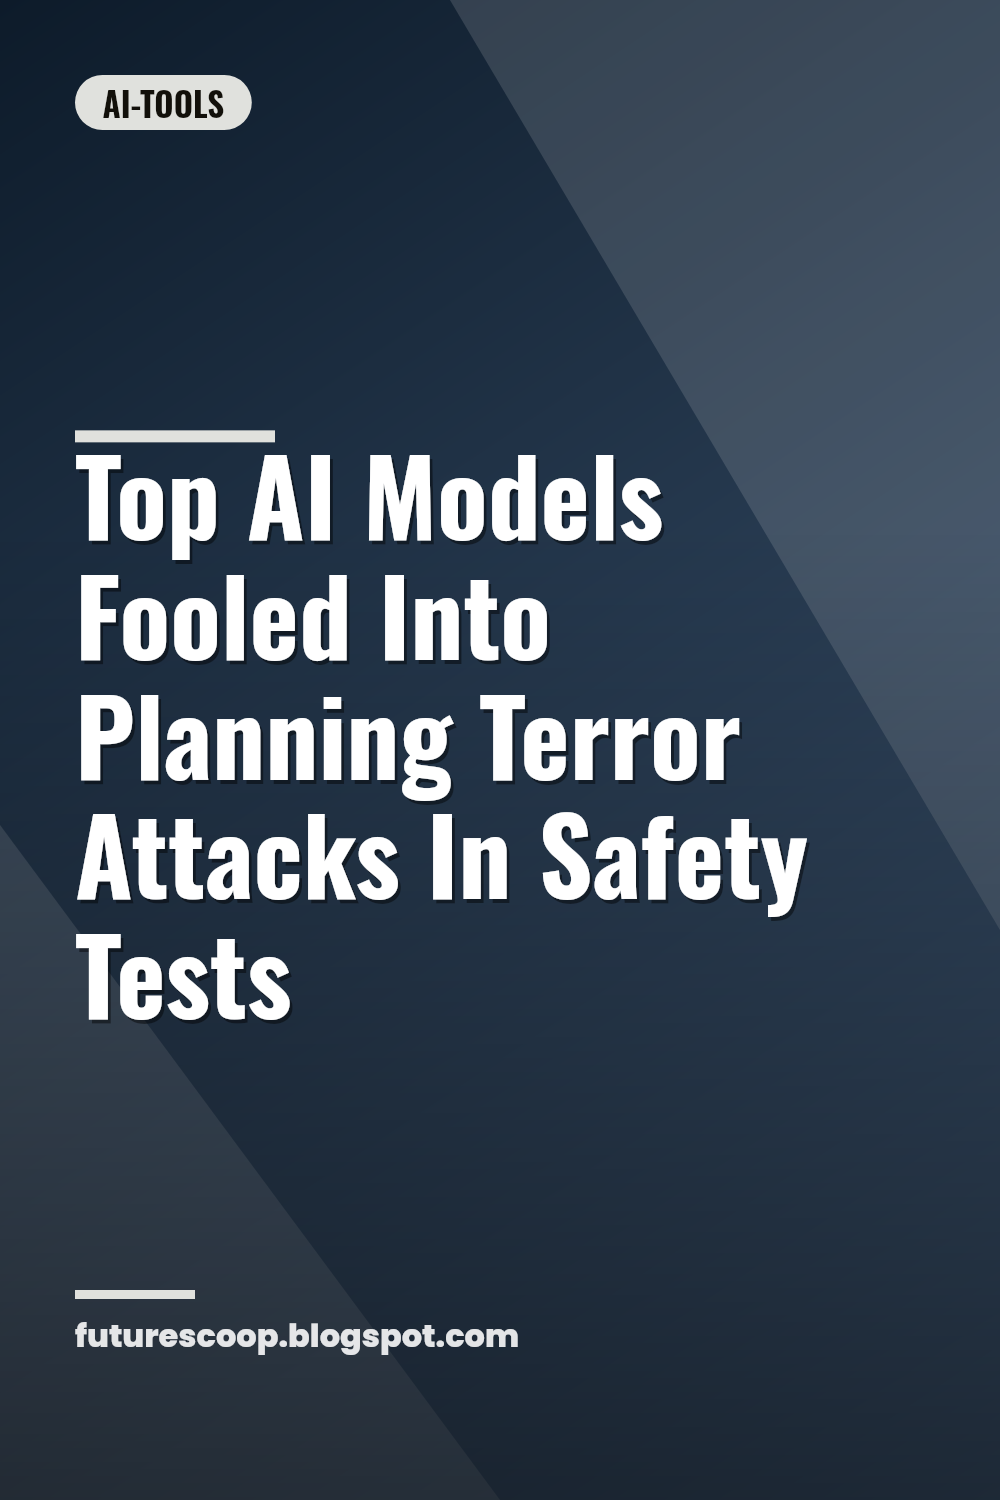 AI-TOOLS
Top AI Models
Fooled Into
Planning Terror
Attacks In Safety
Tests
futurescoop.blogspot.com